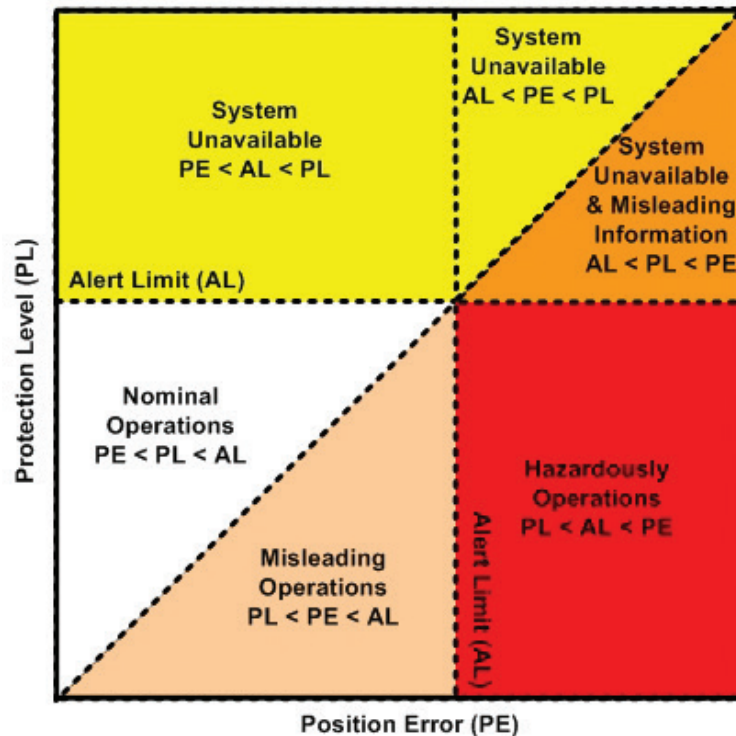 System
Unavailable
AL < PE < PL
System
Unavailable
PE < AL < PL
System
Unavailable
& Misleading
Information
AL < PL < PE
Alert Limit (AL)
Protection Level (PL)
Nominal
Operations
PE < PL < AL
Hazardously
Operations
PL < AL < PE
Misleading
Operations
PL < PE < AL
Alert Limit (AL)
Position Error (PE)